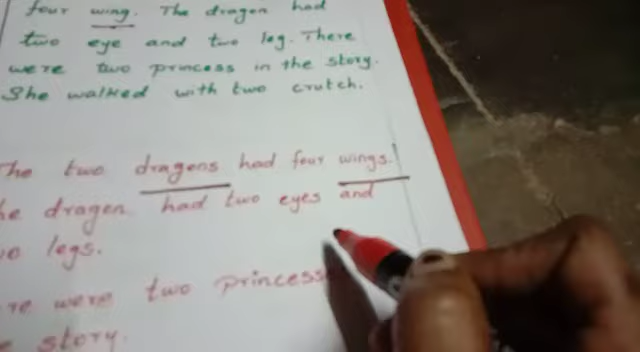 four wing. The dragon had
two eye and two leg. There
were two princess in the story.
She walked with two crutch.
The two dragons had four wings.
he dragon had two eyes and
legs.
re were two princess
story.